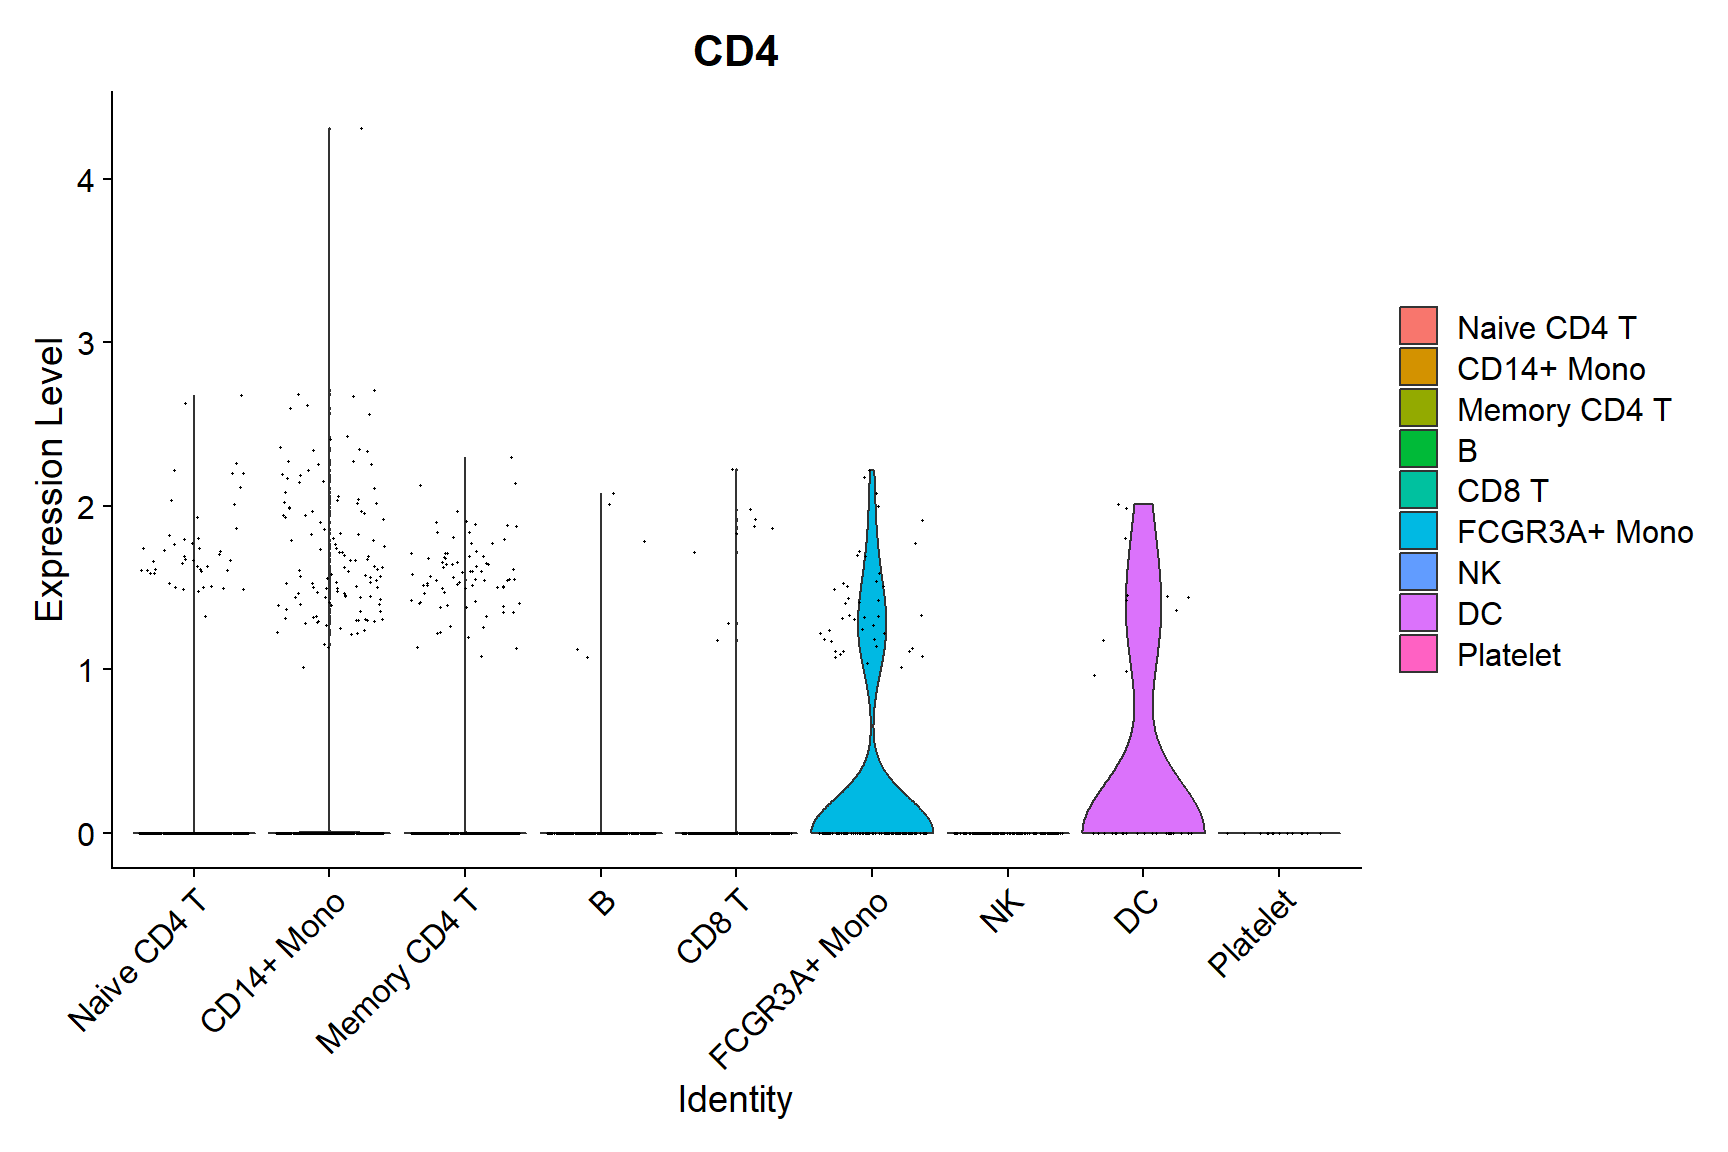 CD4
Expression Level
4
3
2
1
0
Naive CD4 T
CD14+ Mono
Memory CD4 T
B
CD8 T
FCGR3A+ Mono
NK
DC
Platelet
Identity
Naive CD4 T
CD14+ Mono
Memory CD4 T
B
CD8 T
FCGR3A+ Mono
NK
DC
Platelet